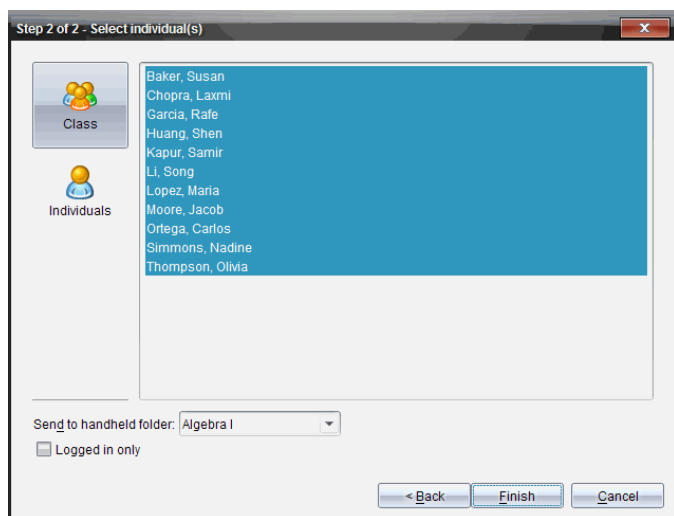 Step 2 of 2 - Select individual(s)
Class
Individuals
Baker, Susan
Chopra, Laxmi
Garcia, Rafe
Huang, Shen
Kapur, Samir
Li, Song
Lopez, Maria
Moore, Jacob
Ortega, Carlos
Simmons, Nadine
Thompson, Olivia
Send to handheld folder: Algebra I
Logged in only
< Back Finish Cancel